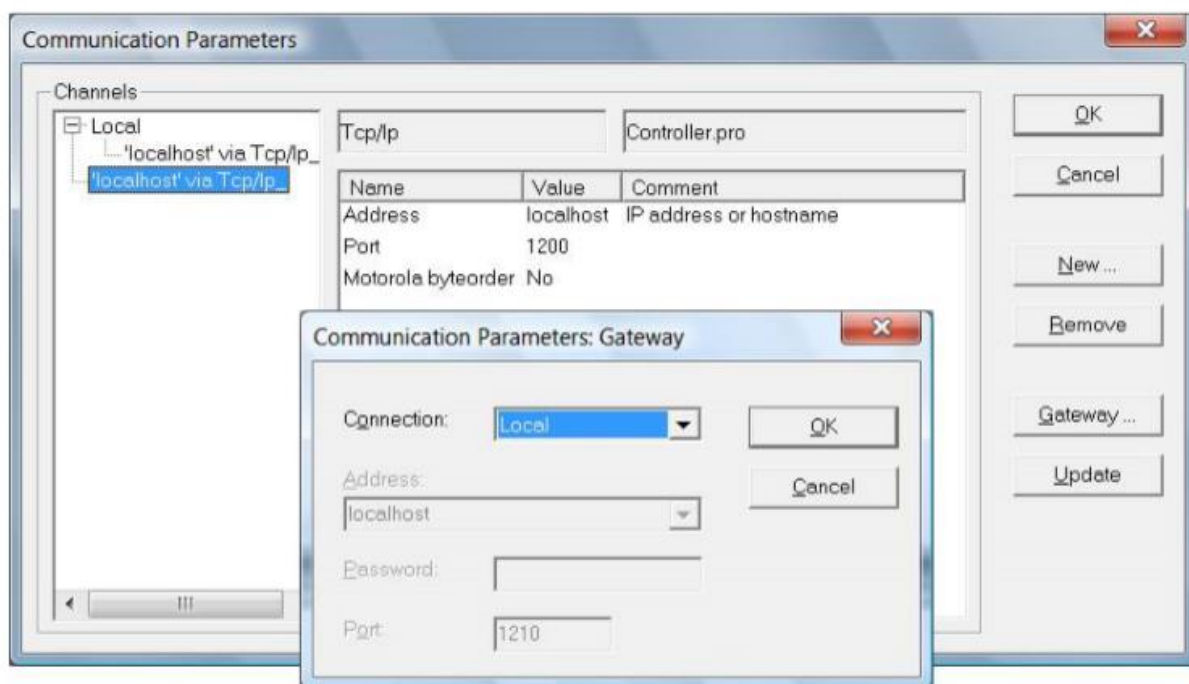 Communication Parameters
Channels
Local
'localhost' via Tcp/Ip_
'localhost' via Tcp/Ip_
Tcp/Ip
Controller.pro
Name Value Comment
Address localhost IP address or hostname
Port 1200
Motorola byteorder No
OK
Cancel
New ...
Remove
Gateway ...
Update
Communication Parameters: Gateway
Connection: Local
Address:
localhost
Password:
Port: 1210
OK
Cancel